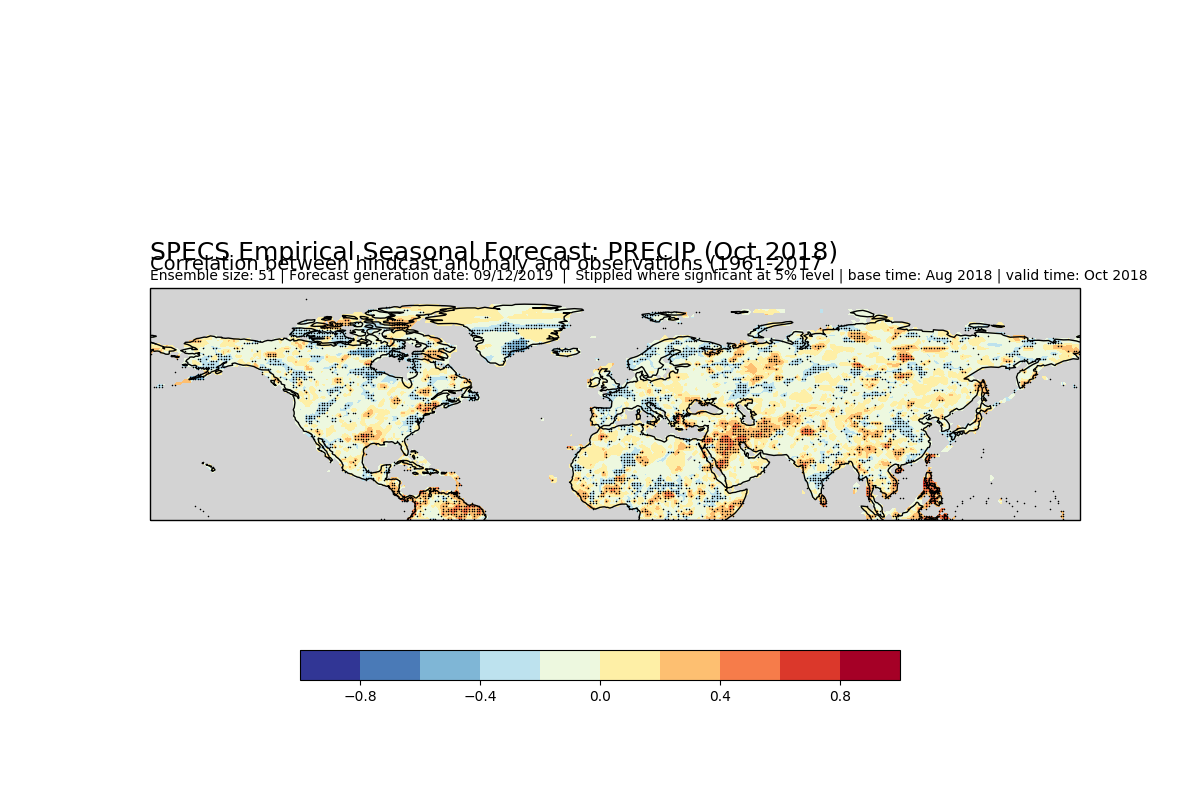 SPECS Empirical Seasonal Forecast: PRECIP (Oct 2018)
Correlation between hindcast anomaly and observations (1961-2017
Ensemble size: 51 | Forecast generation date: 09/12/2019 | Stippled where signficant at 5% level | base time: Aug 2018 | valid time: Oct 2018
−0.8 −0.4 0.0 0.4 0.8